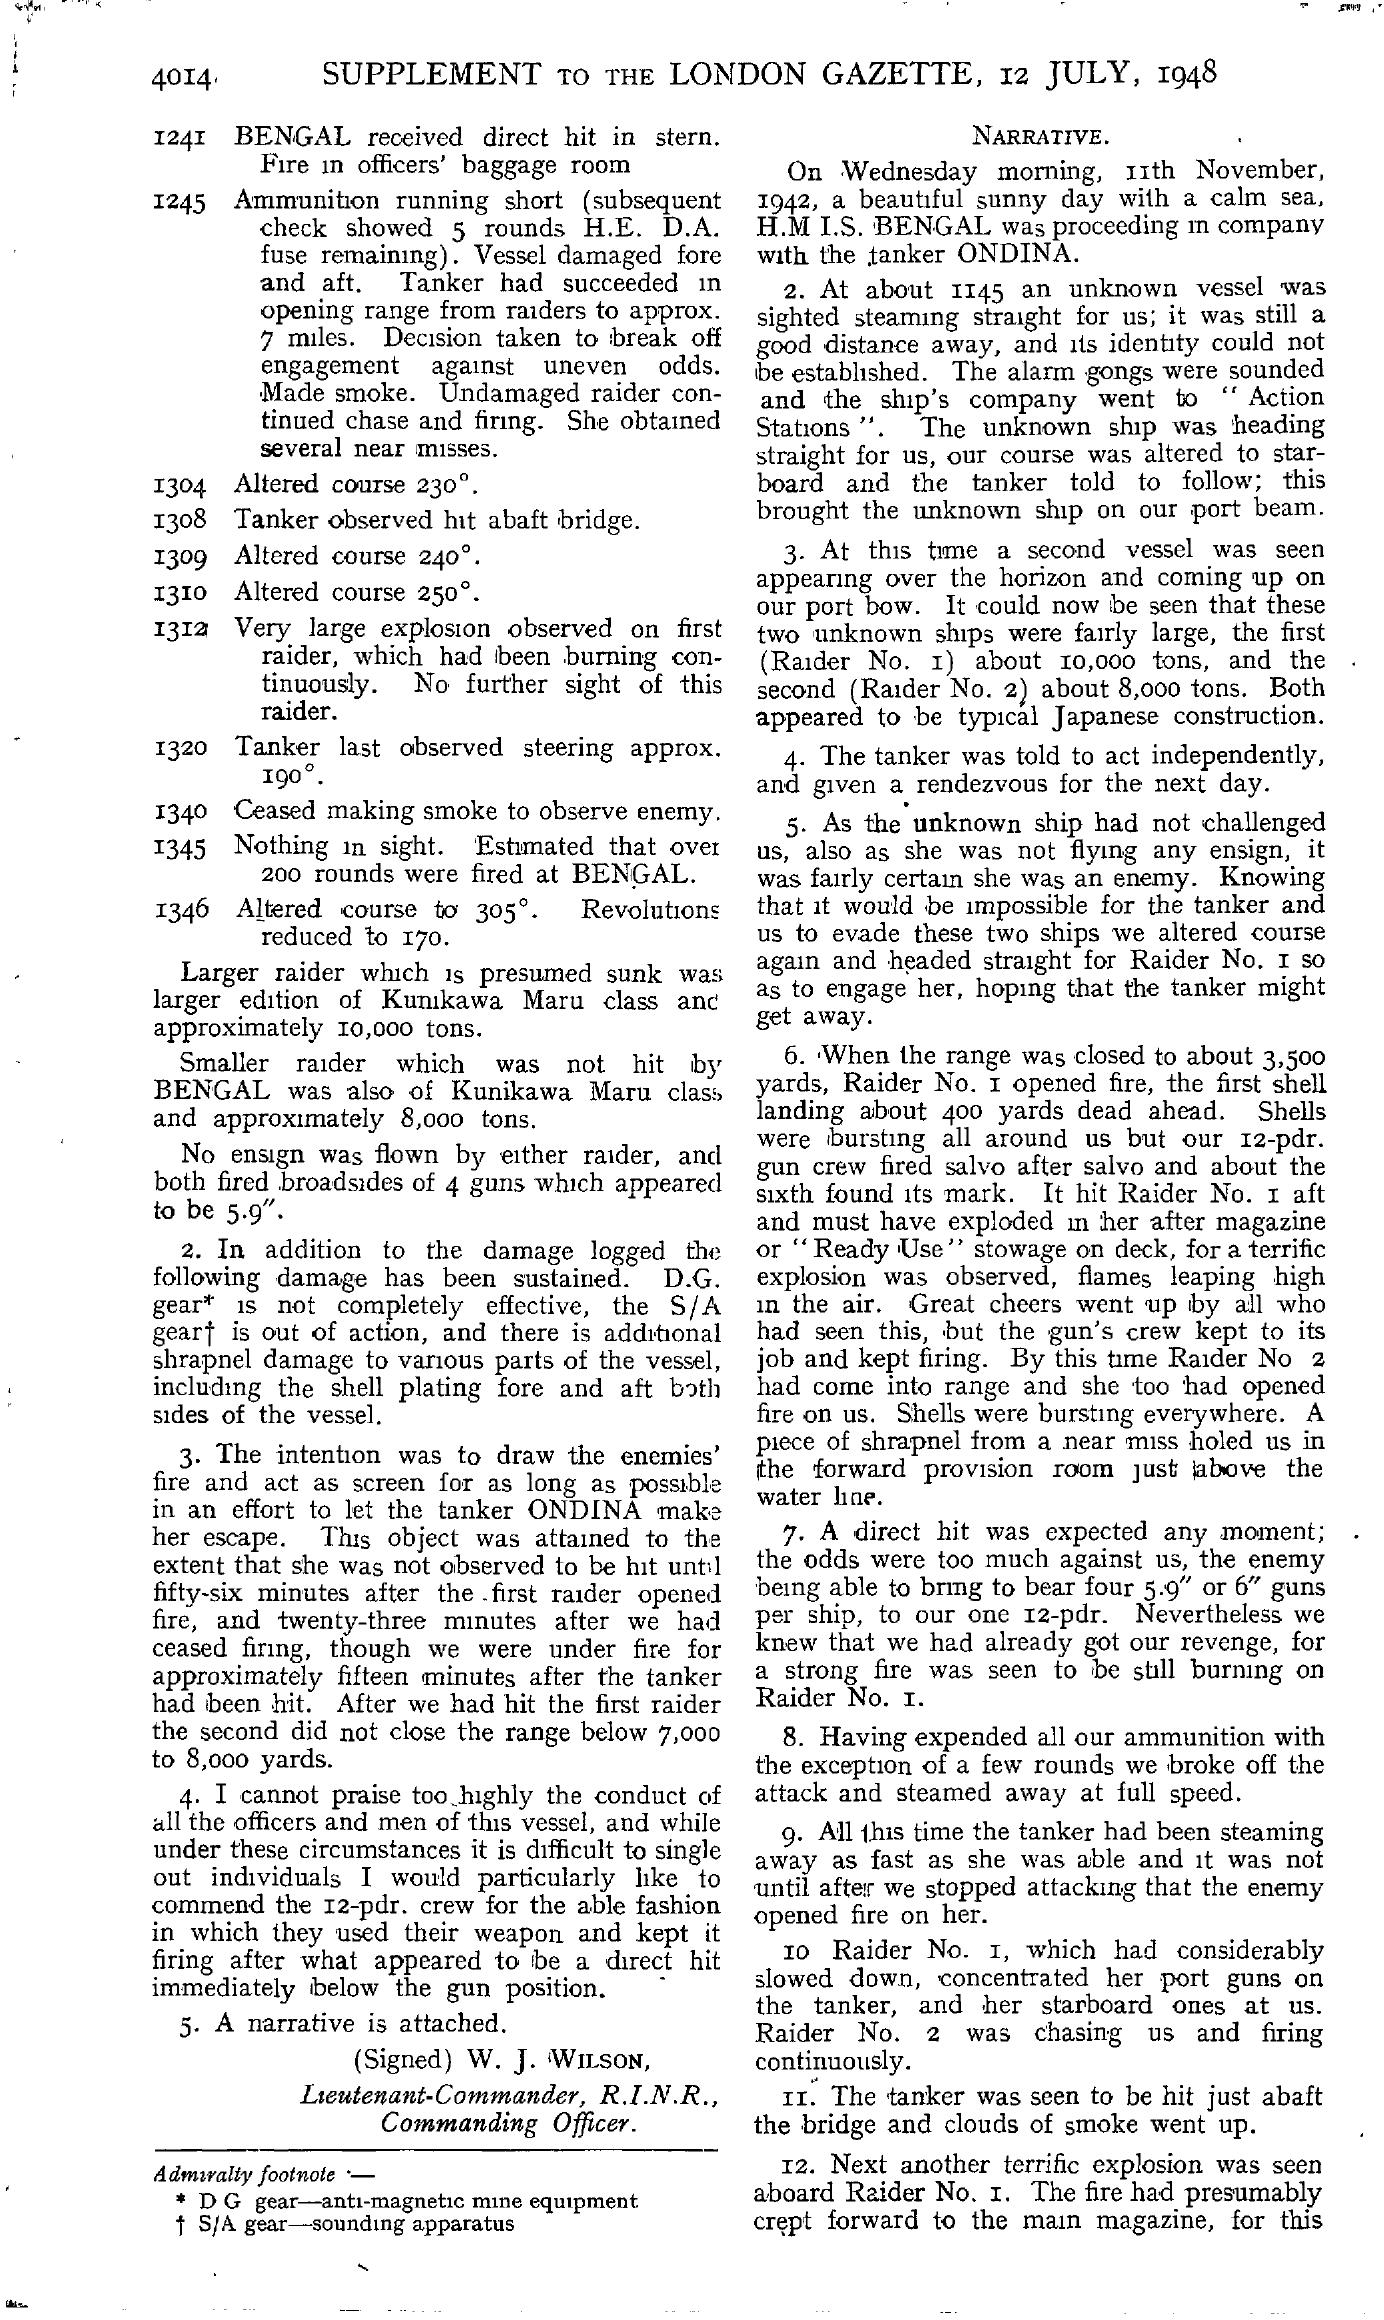 4014
SUPPLEMENT TO THE LONDON GAZETTE, 12 JULY, 1948
1241 BENGAL received direct hit in stern.
Fire in officers' baggage room
1245 Ammunition running short (subsequent
check showed 5 rounds H.E. D.A.
fuse remaining). Vessel damaged fore
and aft. Tanker had succeeded in
opening range from raiders to approx.
7 miles. Decision taken to break off
engagement against uneven odds.
Made smoke. Undamaged raider con-
tinued chase and firing. She obtained
several near misses.
1304 Altered course 230°.
1308 Tanker observed hit abaft bridge.
1309 Altered course 240°.
1310 Altered course 250°.
1312 Very large explosion observed on first
raider, which had been burning con-
tinuously. No further sight of this
raider.
1320 Tanker last observed steering approx.
190°.
1340 Ceased making smoke to observe enemy.
1345 Nothing in sight. Estimated that over
200 rounds were fired at BENGAL.
1346 Altered course to 305°. Revolutions
reduced to 170.
Larger raider which is presumed sunk was
larger edition of Kunikawa Maru class and
approximately 10,000 tons.
Smaller raider which was not hit by
BENGAL was also of Kunikawa Maru class
and approximately 8,000 tons.
No ensign was flown by either raider, and
both fired broadsides of 4 guns which appeared
to be 5.9″.
2. In addition to the damage logged the
following damage has been sustained. D.G.
gear* is not completely effective, the S/A
gear† is out of action, and there is additional
shrapnel damage to various parts of the vessel,
including the shell plating fore and aft both
sides of the vessel.
3. The intention was to draw the enemies'
fire and act as screen for as long as possible
in an effort to let the tanker ONDINA make
her escape. This object was attained to the
extent that she was not observed to be hit until
fifty-six minutes after the first raider opened
fire, and twenty-three minutes after we had
ceased firing, though we were under fire for
approximately fifteen minutes after the tanker
had been hit. After we had hit the first raider
the second did not close the range below 7,000
to 8,000 yards.
4. I cannot praise too highly the conduct of
all the officers and men of this vessel, and while
under these circumstances it is difficult to single
out individuals I would particularly like to
commend the 12-pdr. crew for the able fashion
in which they used their weapon and kept it
firing after what appeared to be a direct hit
immediately below the gun position.
5. A narrative is attached.
(Signed) W. J. WILSON,
Lieutenant-Commander, R.I.N.R.,
Commanding Officer.
Admiralty footnote :—
* D G gear—anti-magnetic mine equipment
† S/A gear—sounding apparatus
NARRATIVE.
On Wednesday morning, 11th November,
1942, a beautiful sunny day with a calm sea,
H.M I.S. BENGAL was proceeding in company
with the tanker ONDINA.
2. At about 1145 an unknown vessel was
sighted steaming straight for us; it was still a
good distance away, and its identity could not
be established. The alarm gongs were sounded
and the ship's company went to "Action
Stations". The unknown ship was heading
straight for us, our course was altered to star-
board and the tanker told to follow; this
brought the unknown ship on our port beam.
3. At this time a second vessel was seen
appearing over the horizon and coming up on
our port bow. It could now be seen that these
two unknown ships were fairly large, the first
(Raider No. 1) about 10,000 tons, and the
second (Raider No. 2) about 8,000 tons. Both
appeared to be typical Japanese construction.
4. The tanker was told to act independently,
and given a rendezvous for the next day.
5. As the unknown ship had not challenged
us, also as she was not flying any ensign, it
was fairly certain she was an enemy. Knowing
that it would be impossible for the tanker and
us to evade these two ships we altered course
again and headed straight for Raider No. 1 so
as to engage her, hoping that the tanker might
get away.
6. When the range was closed to about 3,500
yards, Raider No. 1 opened fire, the first shell
landing about 400 yards dead ahead. Shells
were bursting all around us but our 12-pdr.
gun crew fired salvo after salvo and about the
sixth found its mark. It hit Raider No. 1 aft
and must have exploded in her after magazine
or "Ready Use" stowage on deck, for a terrific
explosion was observed, flames leaping high
in the air. Great cheers went up by all who
had seen this, but the gun's crew kept to its
job and kept firing. By this time Raider No 2
had come into range and she too had opened
fire on us. Shells were bursting everywhere. A
piece of shrapnel from a near miss holed us in
the forward provision room just above the
water line.
7. A direct hit was expected any moment;
the odds were too much against us, the enemy
being able to bring to bear four 5.9″ or 6″ guns
per ship, to our one 12-pdr. Nevertheless we
knew that we had already got our revenge, for
a strong fire was seen to be still burning on
Raider No. 1.
8. Having expended all our ammunition with
the exception of a few rounds we broke off the
attack and steamed away at full speed.
9. All this time the tanker had been steaming
away as fast as she was able and it was not
until after we stopped attacking that the enemy
opened fire on her.
10 Raider No. 1, which had considerably
slowed down, concentrated her port guns on
the tanker, and her starboard ones at us.
Raider No. 2 was chasing us and firing
continuously.
11. The tanker was seen to be hit just abaft
the bridge and clouds of smoke went up.
12. Next another terrific explosion was seen
aboard Raider No. 1. The fire had presumably
crept forward to the main magazine, for this